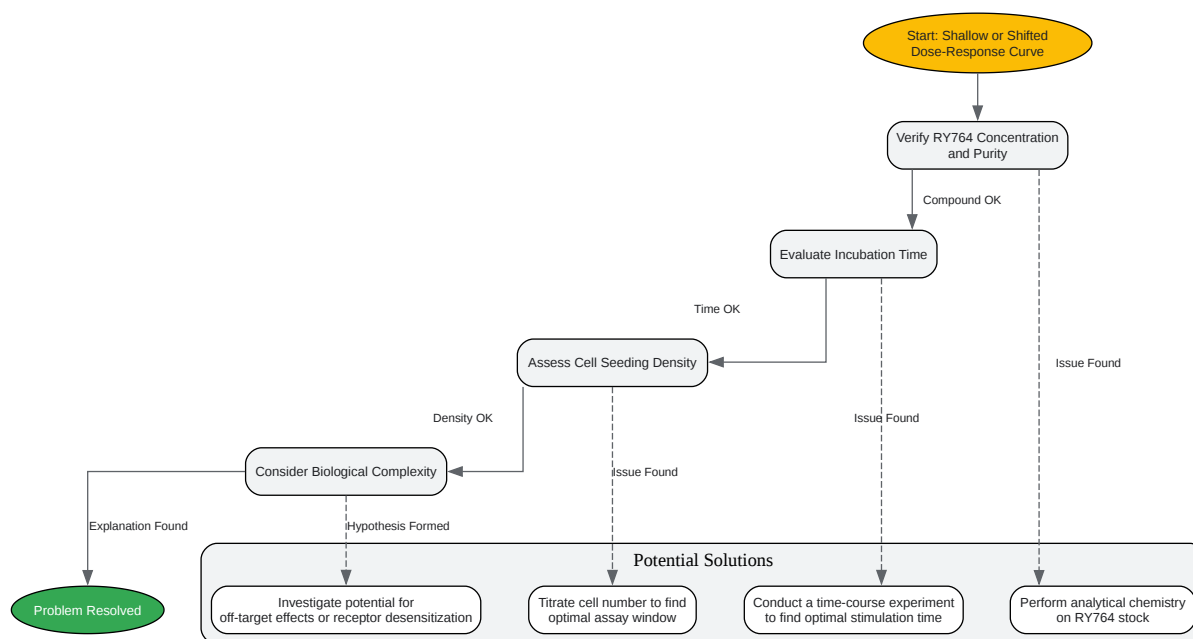 Start: Shallow or Shifted
Dose-Response Curve
Verify RY764 Concentration
and Purity
Compound OK
Evaluate Incubation Time
Time OK
Assess Cell Seeding Density
Issue Found
Density OK
Issue Found
Consider Biological Complexity
Issue Found
Explanation Found
Hypothesis Formed
Potential Solutions
Problem Resolved
Investigate potential for
off-target effects or receptor desensitization
Titrate cell number to find
optimal assay window
Conduct a time-course experiment
to find optimal stimulation time
Perform analytical chemistry
on RY764 stock